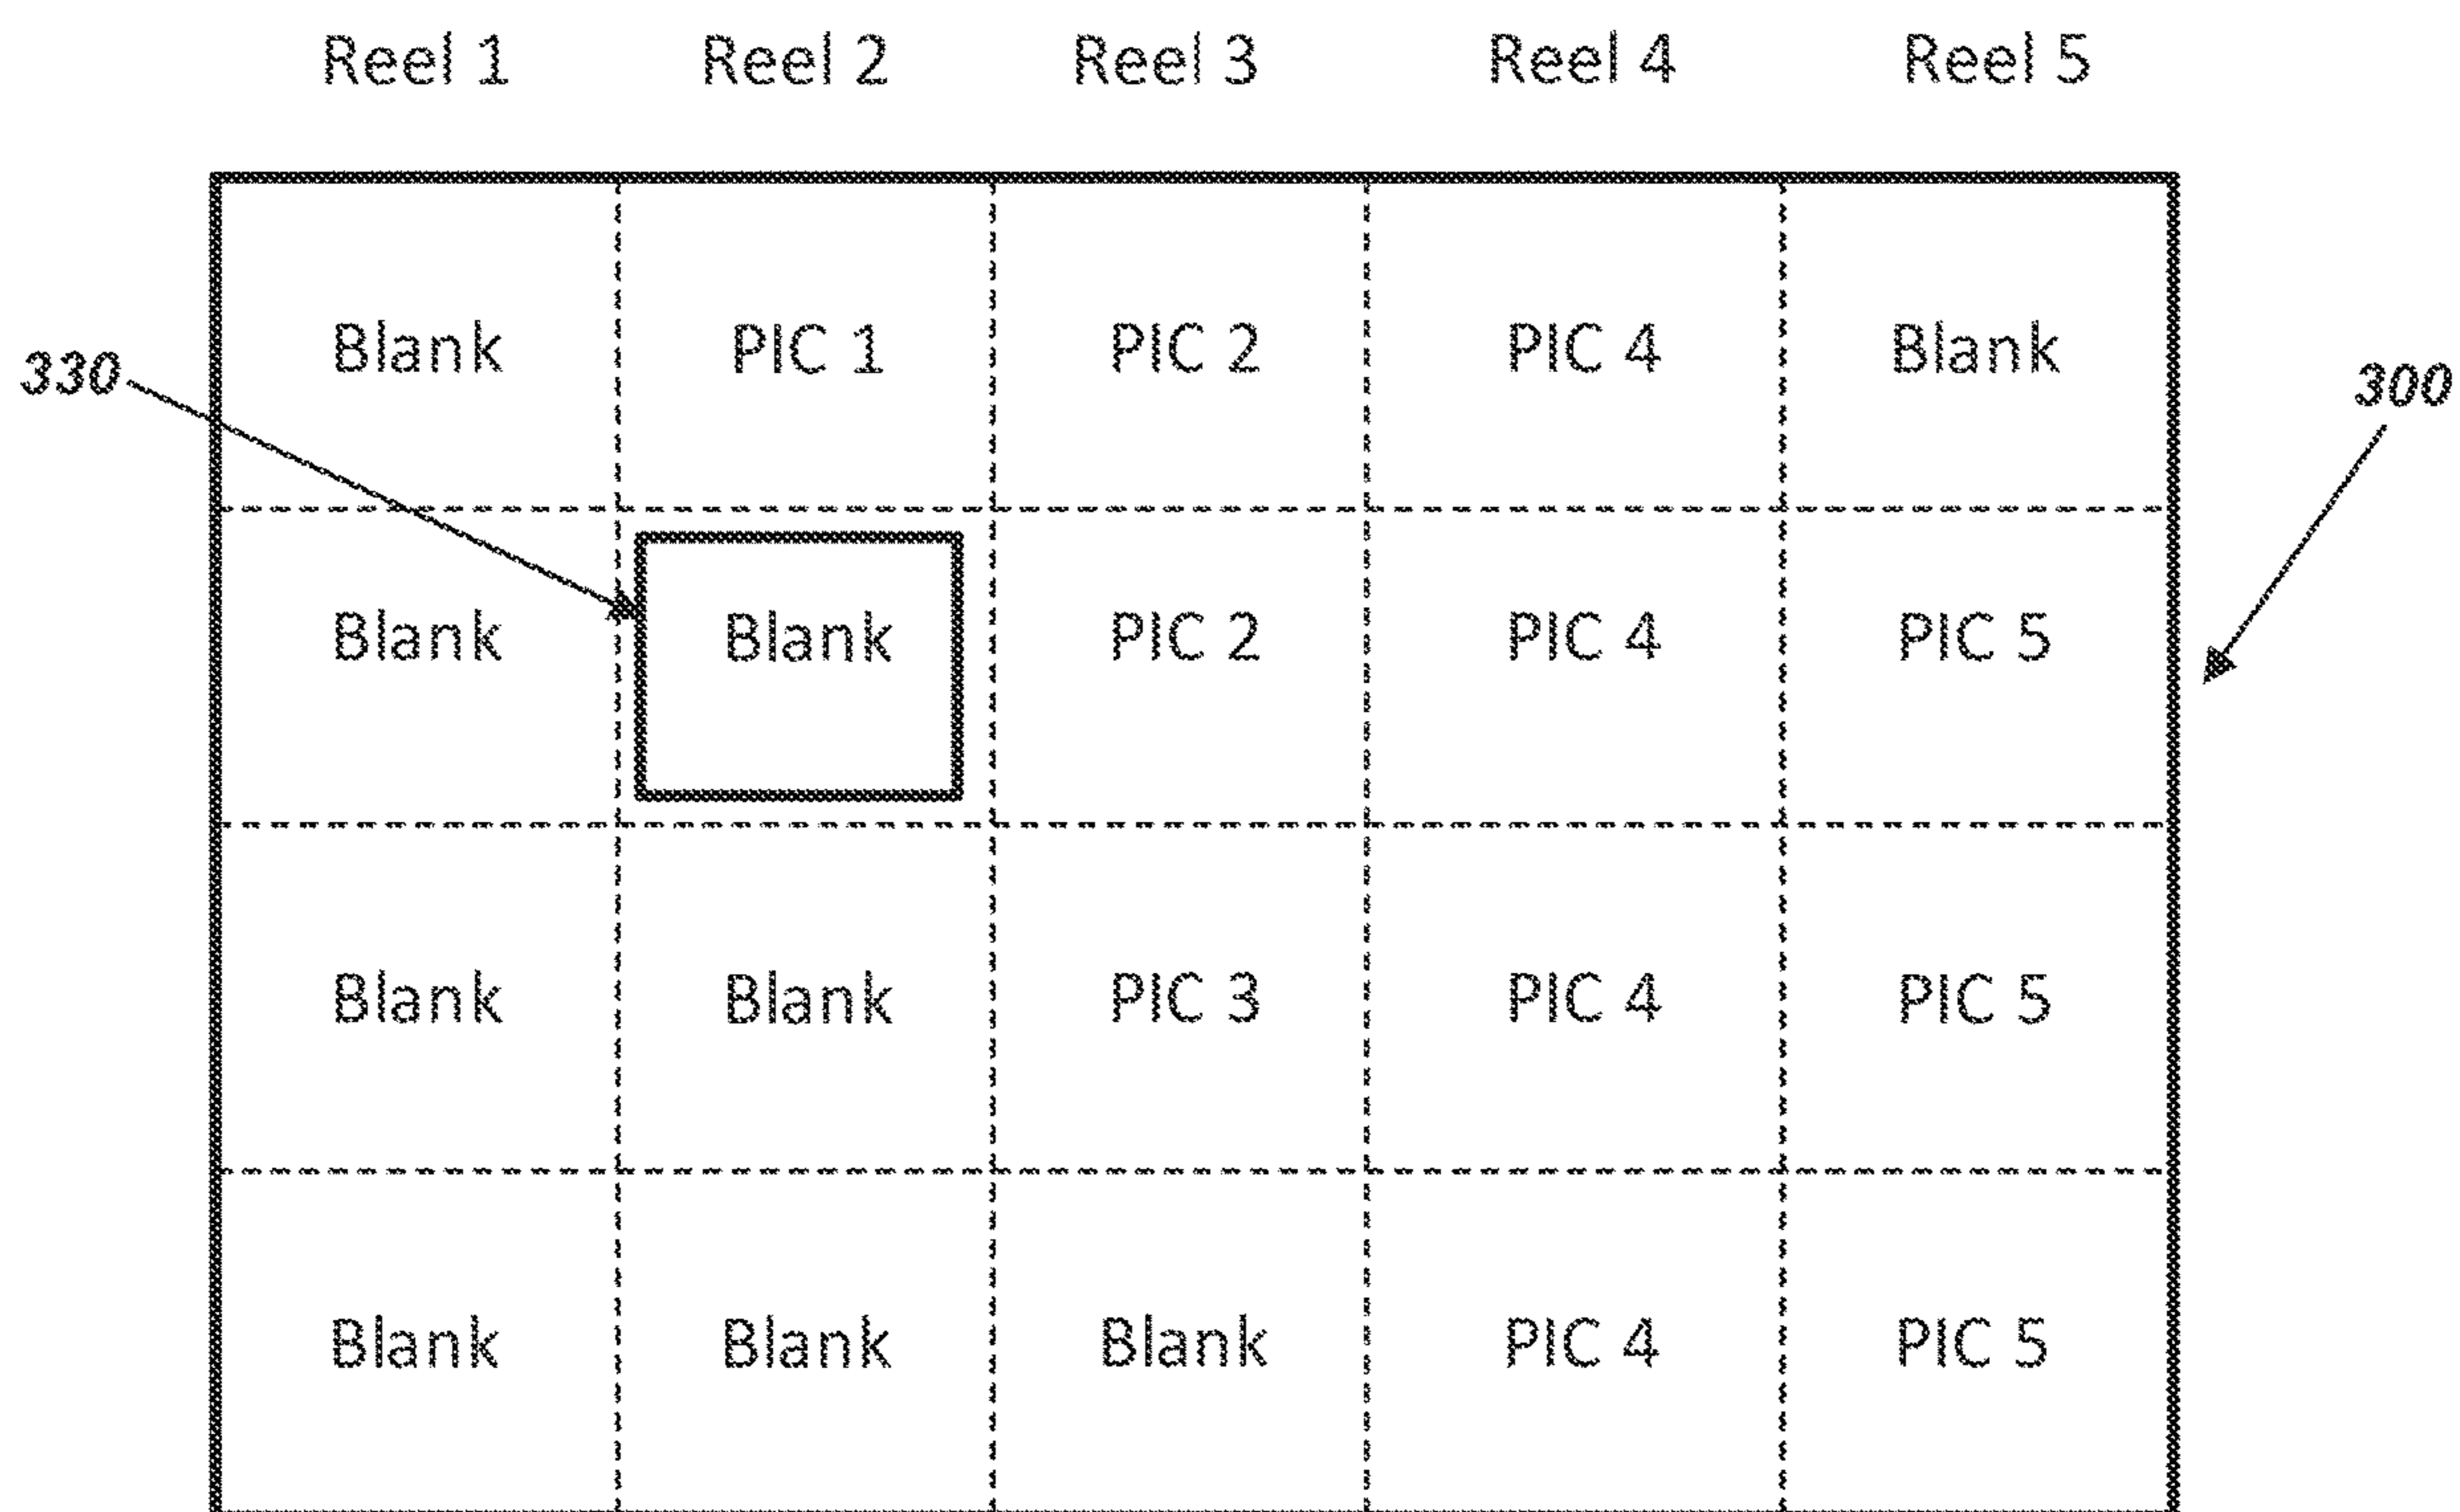 Reel 1 Reel 2 Reel 3 Reel 4 Reel 5
Blank PIC 1 PIC 2 PIC 4 Blank
330
300
Blank Blank PIC 2 PIC 4 PIC 5
Blank Blank PIC 3 PIC 4 PIC 5
Blank Blank Blank PIC 4 PIC 5